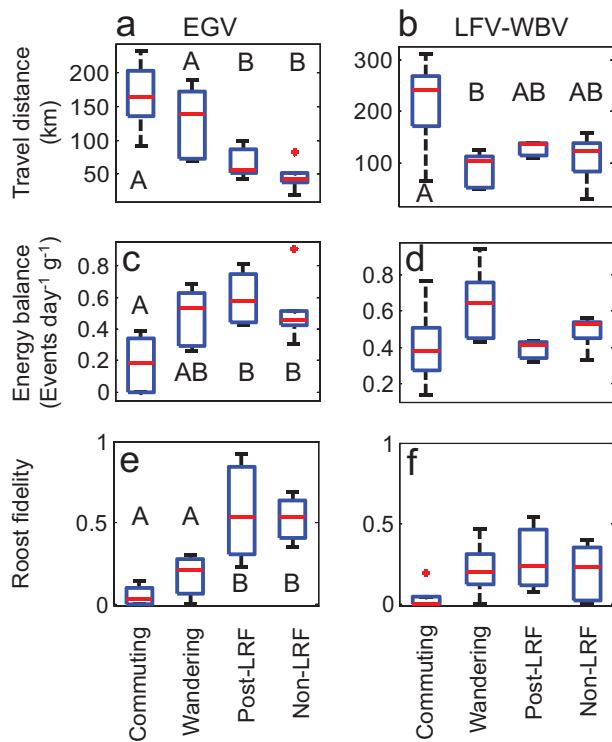 a EGV
b LFV-WBV
Travel distance
(km)
200
150
100
50
A A B B
300
200
100
A B AB AB
Energy balance
(Events day⁻¹ g⁻¹)
c
0.8
0.6
0.4
0.2
0
A AB B B
d
0.8
0.6
0.4
0.2
Roost fidelity
e
1
0.5
0
A A B B
f
1
0.5
0
Commuting
Wandering
Post-LRF
Non-LRF
Commuting
Wandering
Post-LRF
Non-LRF